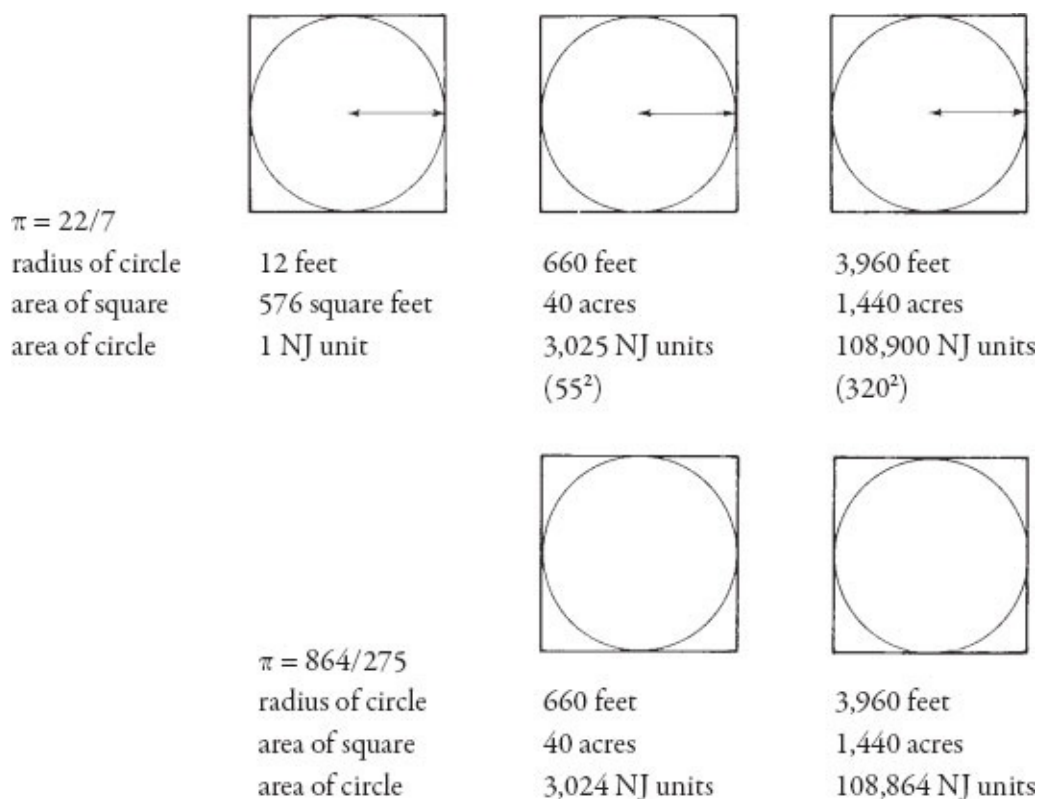 π = 22/7
radius of circle 12 feet 660 feet 3,960 feet
area of square 576 square feet 40 acres 1,440 acres
area of circle 1 NJ unit 3,025 NJ units 108,900 NJ units
(55²) (320²)
π = 864/275
radius of circle 660 feet 3,960 feet
area of square 40 acres 1,440 acres
area of circle 3,024 NJ units 108,864 NJ units